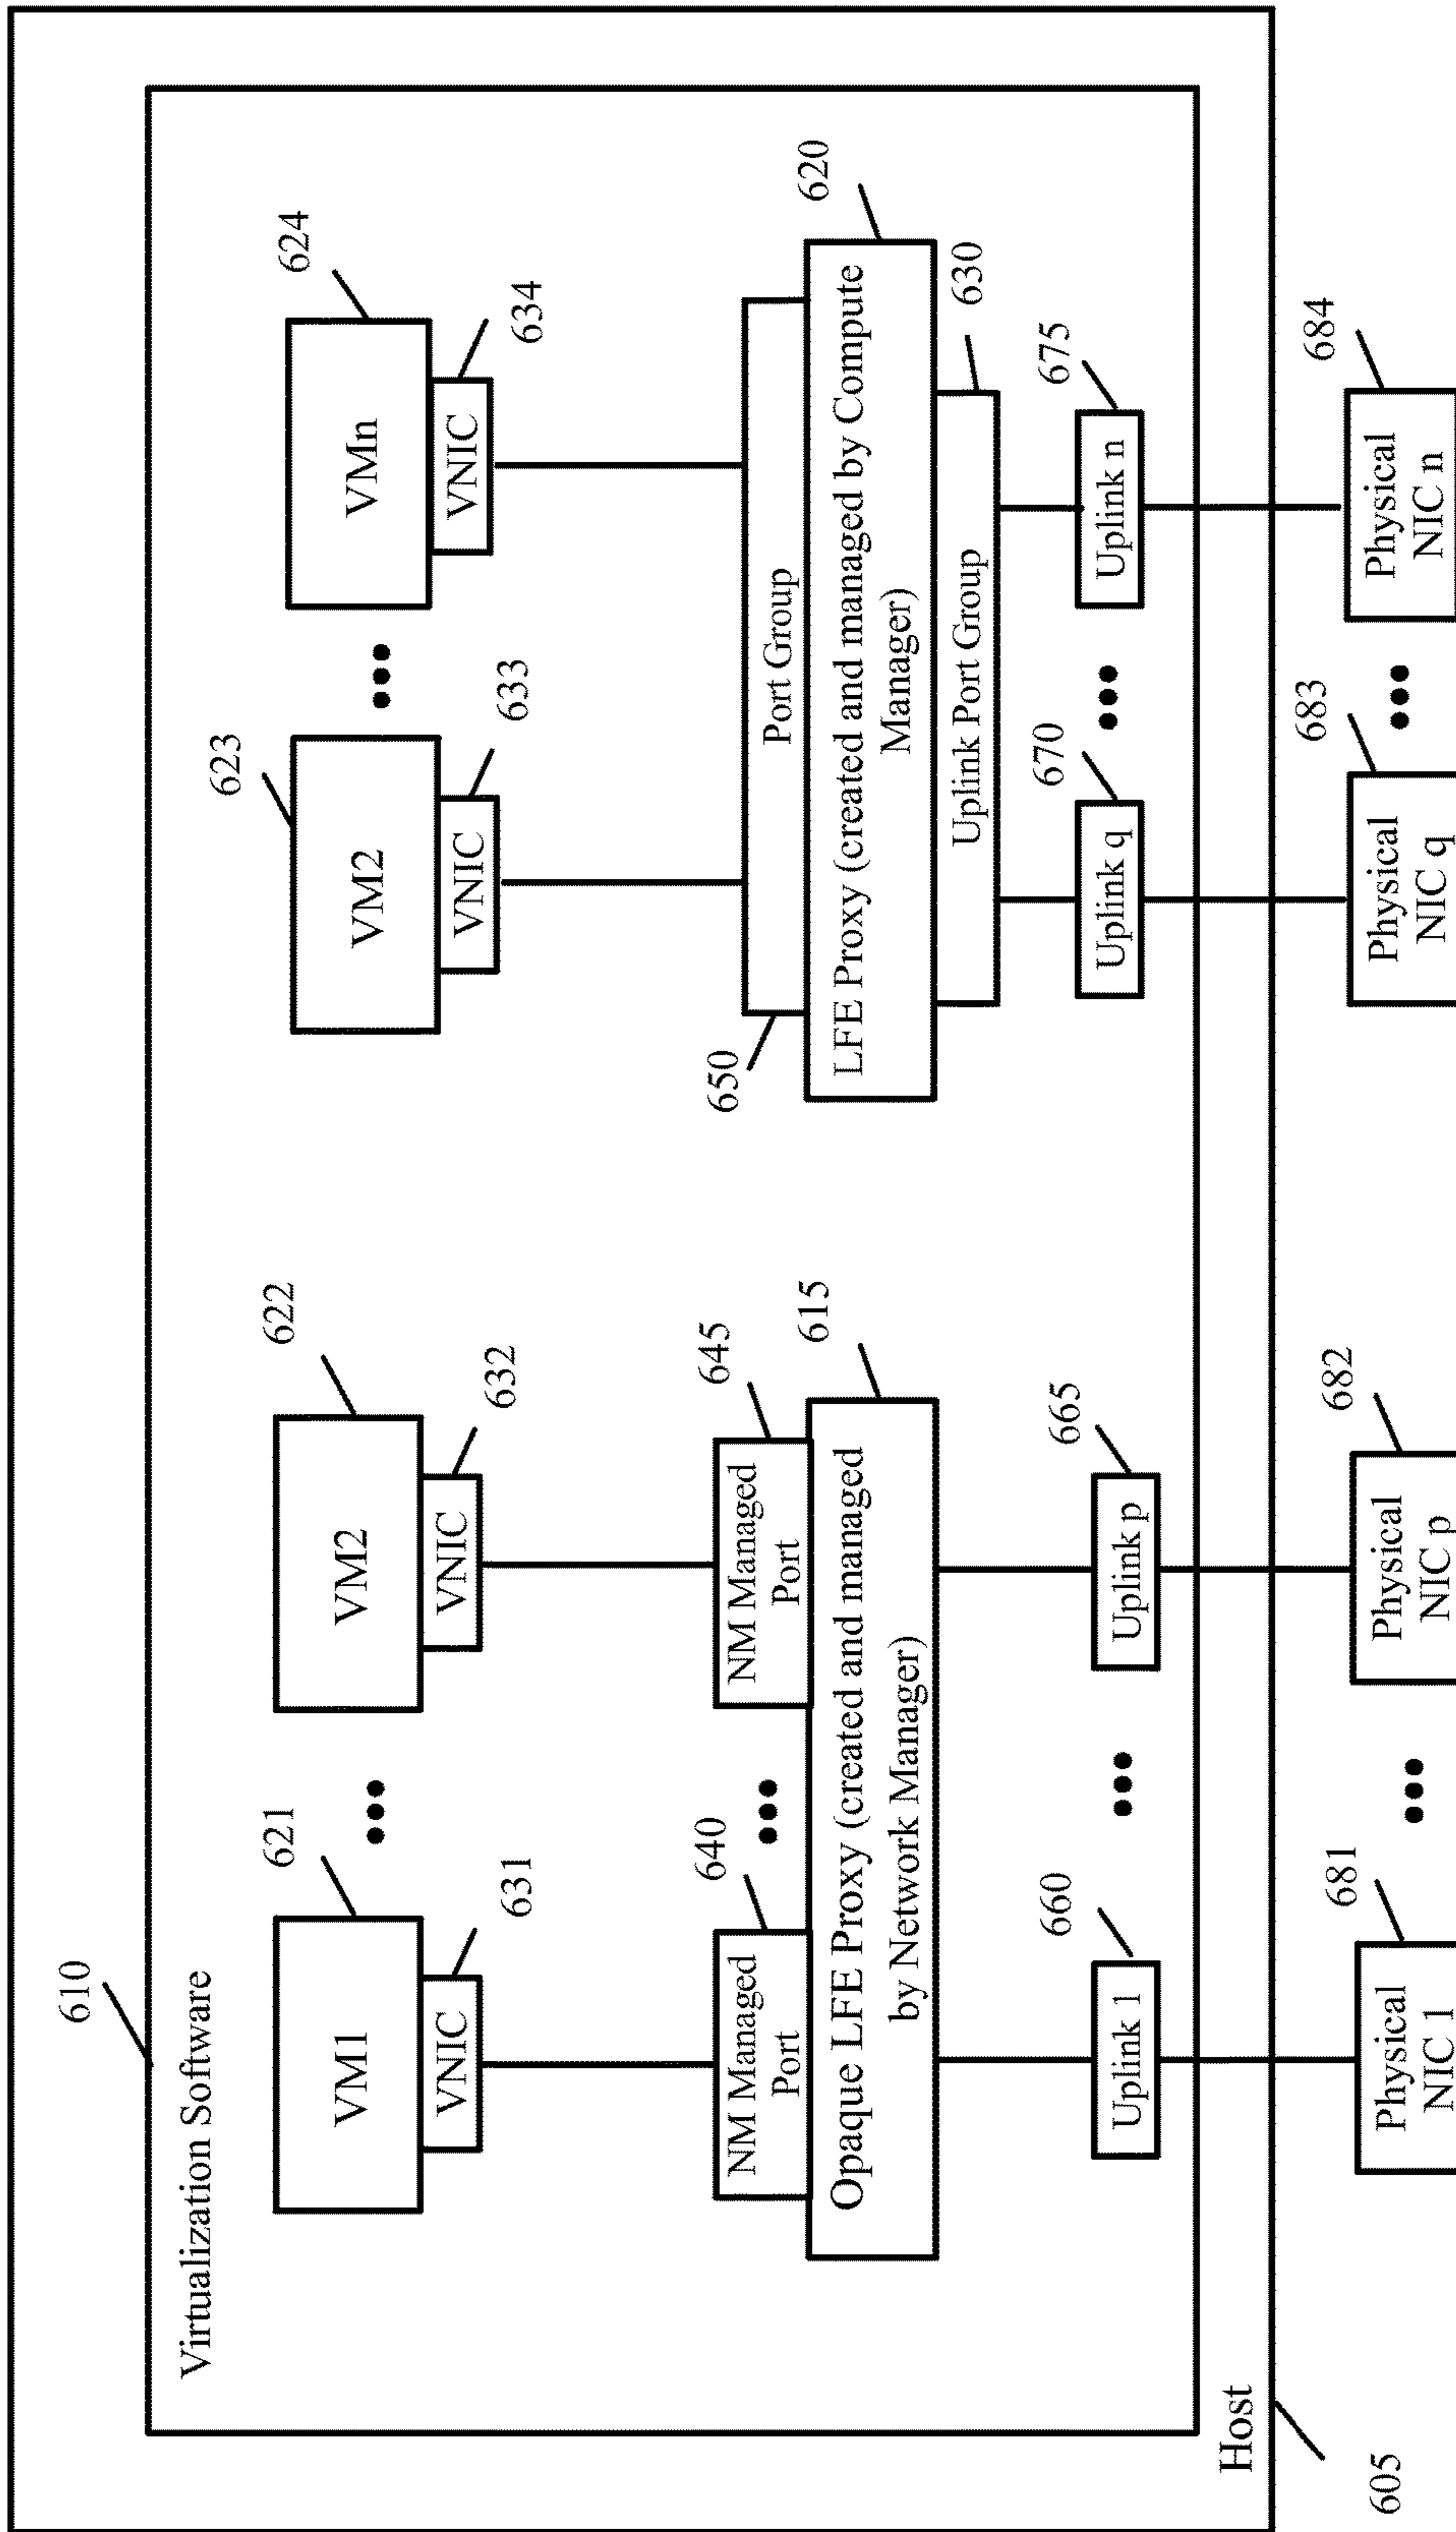 610
Virtualization Software
621
VM1
VNIC
631
622
VM2
VNIC
632
623
VM2
VNIC
633
624
VMn
VNIC
634
640
NM Managed
Port
645
NM Managed
Port
615
Opaque LFE Proxy (created and managed
by Network Manager)
650
Port Group
620
LFE Proxy (created and managed by Compute
Manager)
630
Uplink Port Group
660
Uplink 1
665
Uplink p
670
Uplink q
675
Uplink n
Host
605
681
Physical
NIC 1
682
Physical
NIC p
683
Physical
NIC q
684
Physical
NIC n